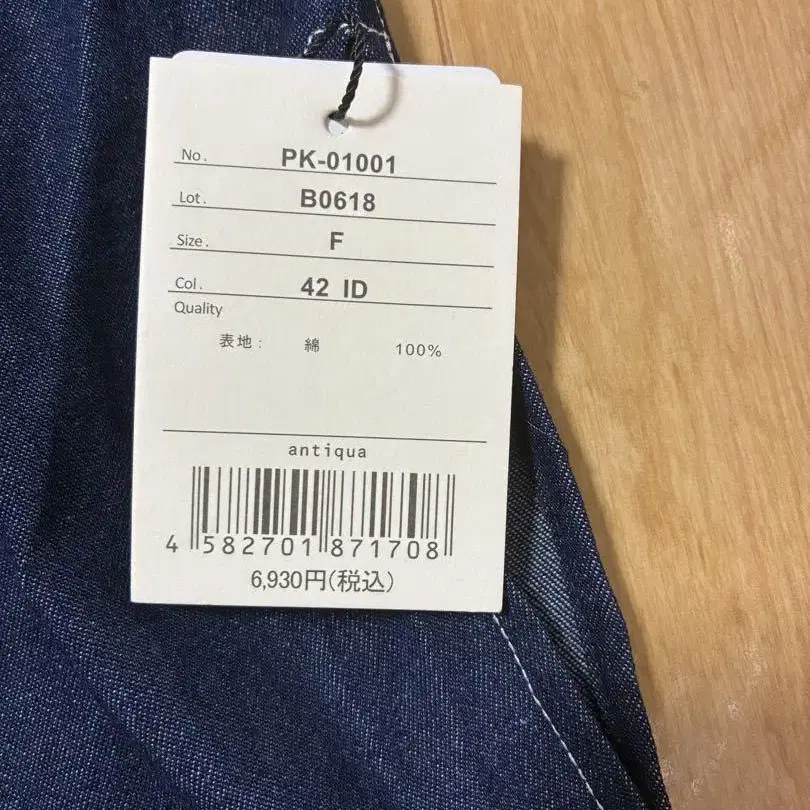 No. PK-01001
Lot. B0618
Size. F
Col. 42 ID
Quality
表地: 綿 100%
antiqua
4 582701 871708
6,930円(税込)